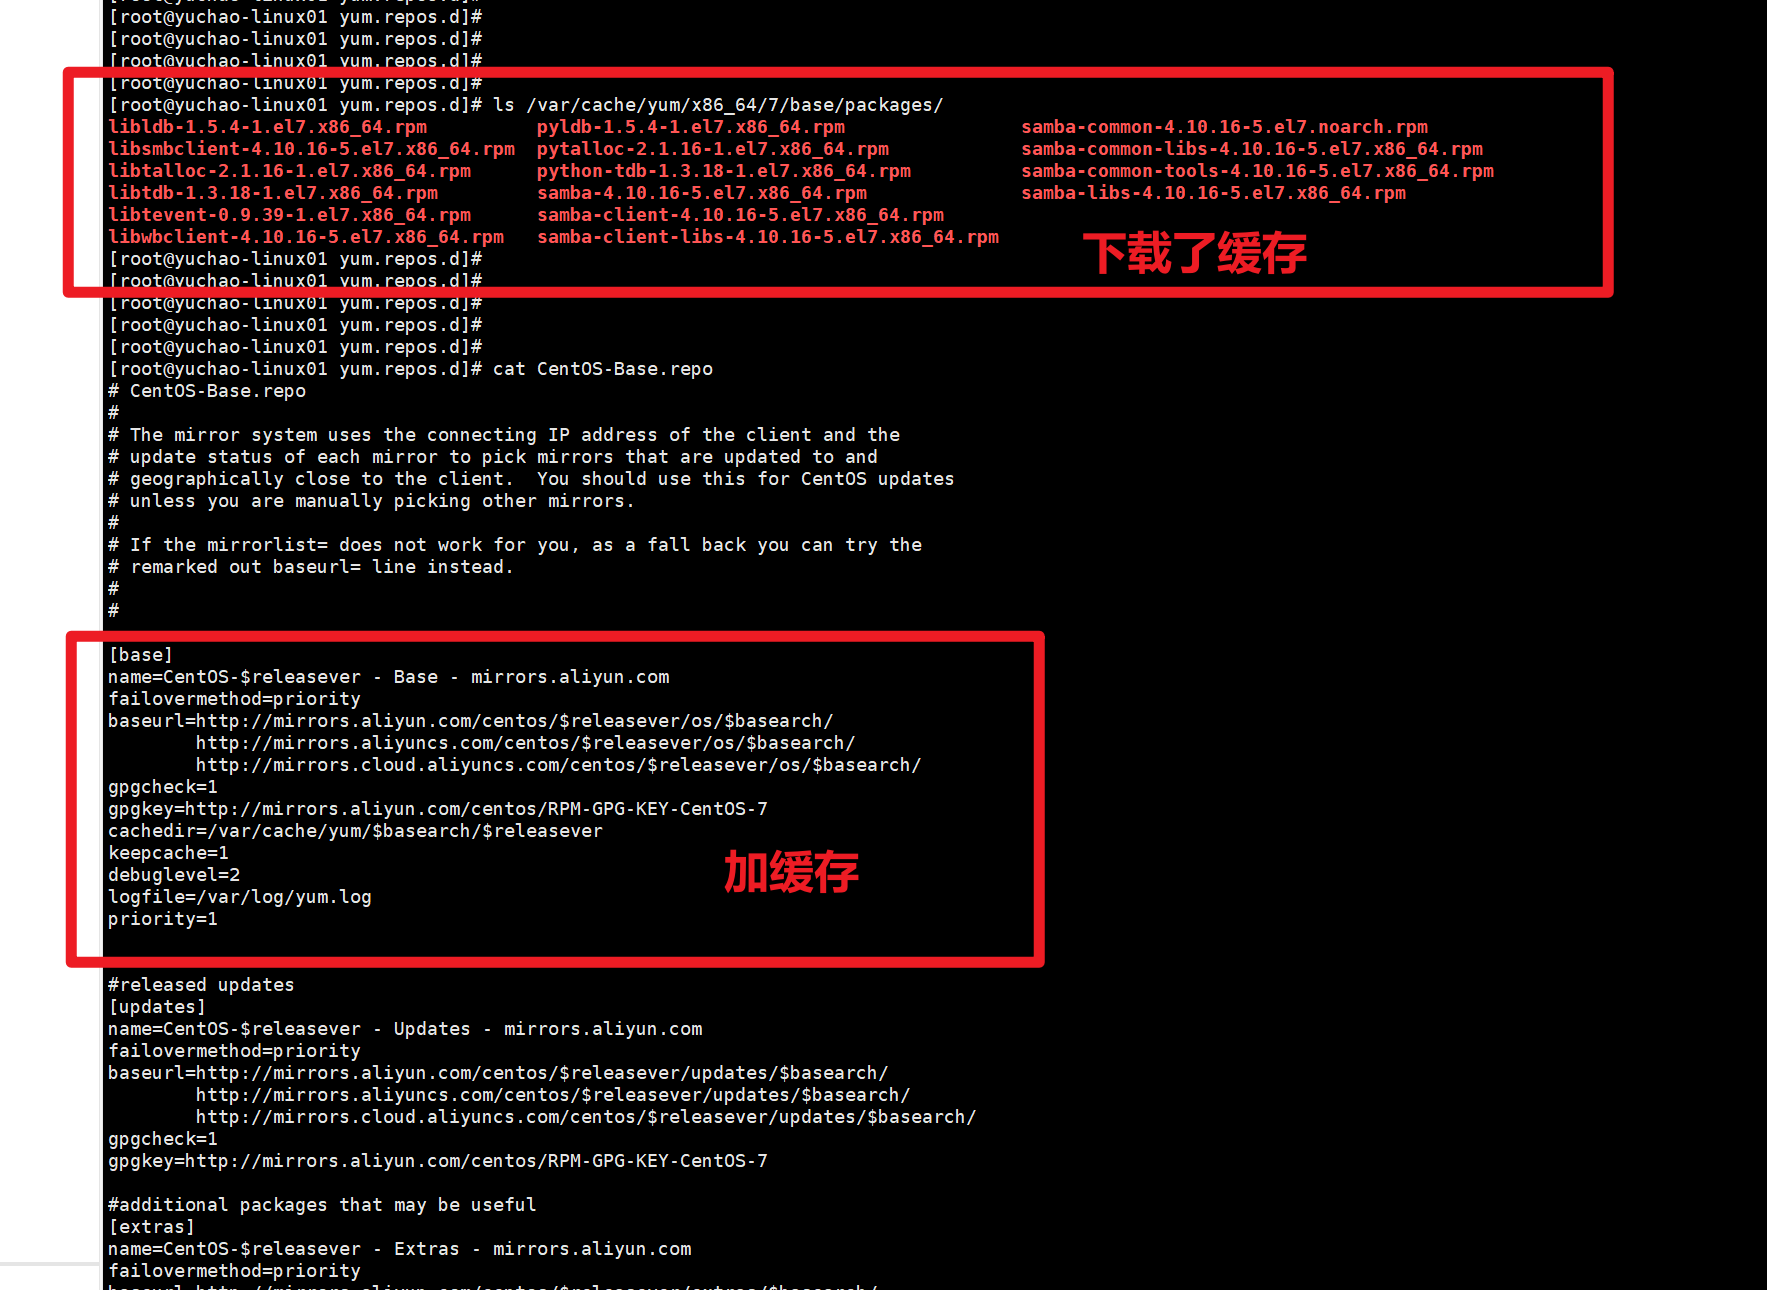 [root@yuchao-linux01 yum.repos.d]#
[root@yuchao-linux01 yum.repos.d]#
[root@yuchao-linux01 yum.repos.d]#
[root@yuchao-linux01 yum.repos.d]#
[root@yuchao-linux01 yum.repos.d]# ls /var/cache/yum/x86_64/7/base/packages/
libldb-1.5.4-1.el7.x86_64.rpm pyldb-1.5.4-1.el7.x86_64.rpm samba-common-4.10.16-5.el7.noarch.rpm
libsmbclient-4.10.16-5.el7.x86_64.rpm pytalloc-2.1.16-1.el7.x86_64.rpm samba-common-libs-4.10.16-5.el7.x86_64.rpm
libtalloc-2.1.16-1.el7.x86_64.rpm python-tdb-1.3.18-1.el7.x86_64.rpm samba-common-tools-4.10.16-5.el7.x86_64.rpm
libtdb-1.3.18-1.el7.x86_64.rpm samba-4.10.16-5.el7.x86_64.rpm samba-libs-4.10.16-5.el7.x86_64.rpm
libtevent-0.9.39-1.el7.x86_64.rpm samba-client-4.10.16-5.el7.x86_64.rpm
libwbclient-4.10.16-5.el7.x86_64.rpm samba-client-libs-4.10.16-5.el7.x86_64.rpm
下载了缓存
[root@yuchao-linux01 yum.repos.d]#
[root@yuchao-linux01 yum.repos.d]#
[root@yuchao-linux01 yum.repos.d]#
[root@yuchao-linux01 yum.repos.d]#
[root@yuchao-linux01 yum.repos.d]#
[root@yuchao-linux01 yum.repos.d]# cat CentOS-Base.repo
# CentOS-Base.repo
#
# The mirror system uses the connecting IP address of the client and the
# update status of each mirror to pick mirrors that are updated to and
# geographically close to the client.  You should use this for CentOS updates
# unless you are manually picking other mirrors.
#
# If the mirrorlist= does not work for you, as a fall back you can try the
# remarked out baseurl= line instead.
#
#
[base]
name=CentOS-$releasever - Base - mirrors.aliyun.com
failovermethod=priority
baseurl=http://mirrors.aliyun.com/centos/$releasever/os/$basearch/
http://mirrors.aliyuncs.com/centos/$releasever/os/$basearch/
http://mirrors.cloud.aliyuncs.com/centos/$releasever/os/$basearch/
gpgcheck=1
gpgkey=http://mirrors.aliyun.com/centos/RPM-GPG-KEY-CentOS-7
cachedir=/var/cache/yum/$basearch/$releasever
keepcache=1
加缓存
debuglevel=2
logfile=/var/log/yum.log
priority=1
#released updates
[updates]
name=CentOS-$releasever - Updates - mirrors.aliyun.com
failovermethod=priority
baseurl=http://mirrors.aliyun.com/centos/$releasever/updates/$basearch/
http://mirrors.aliyuncs.com/centos/$releasever/updates/$basearch/
http://mirrors.cloud.aliyuncs.com/centos/$releasever/updates/$basearch/
gpgcheck=1
gpgkey=http://mirrors.aliyun.com/centos/RPM-GPG-KEY-CentOS-7
#additional packages that may be useful
[extras]
name=CentOS-$releasever - Extras - mirrors.aliyun.com
failovermethod=priority